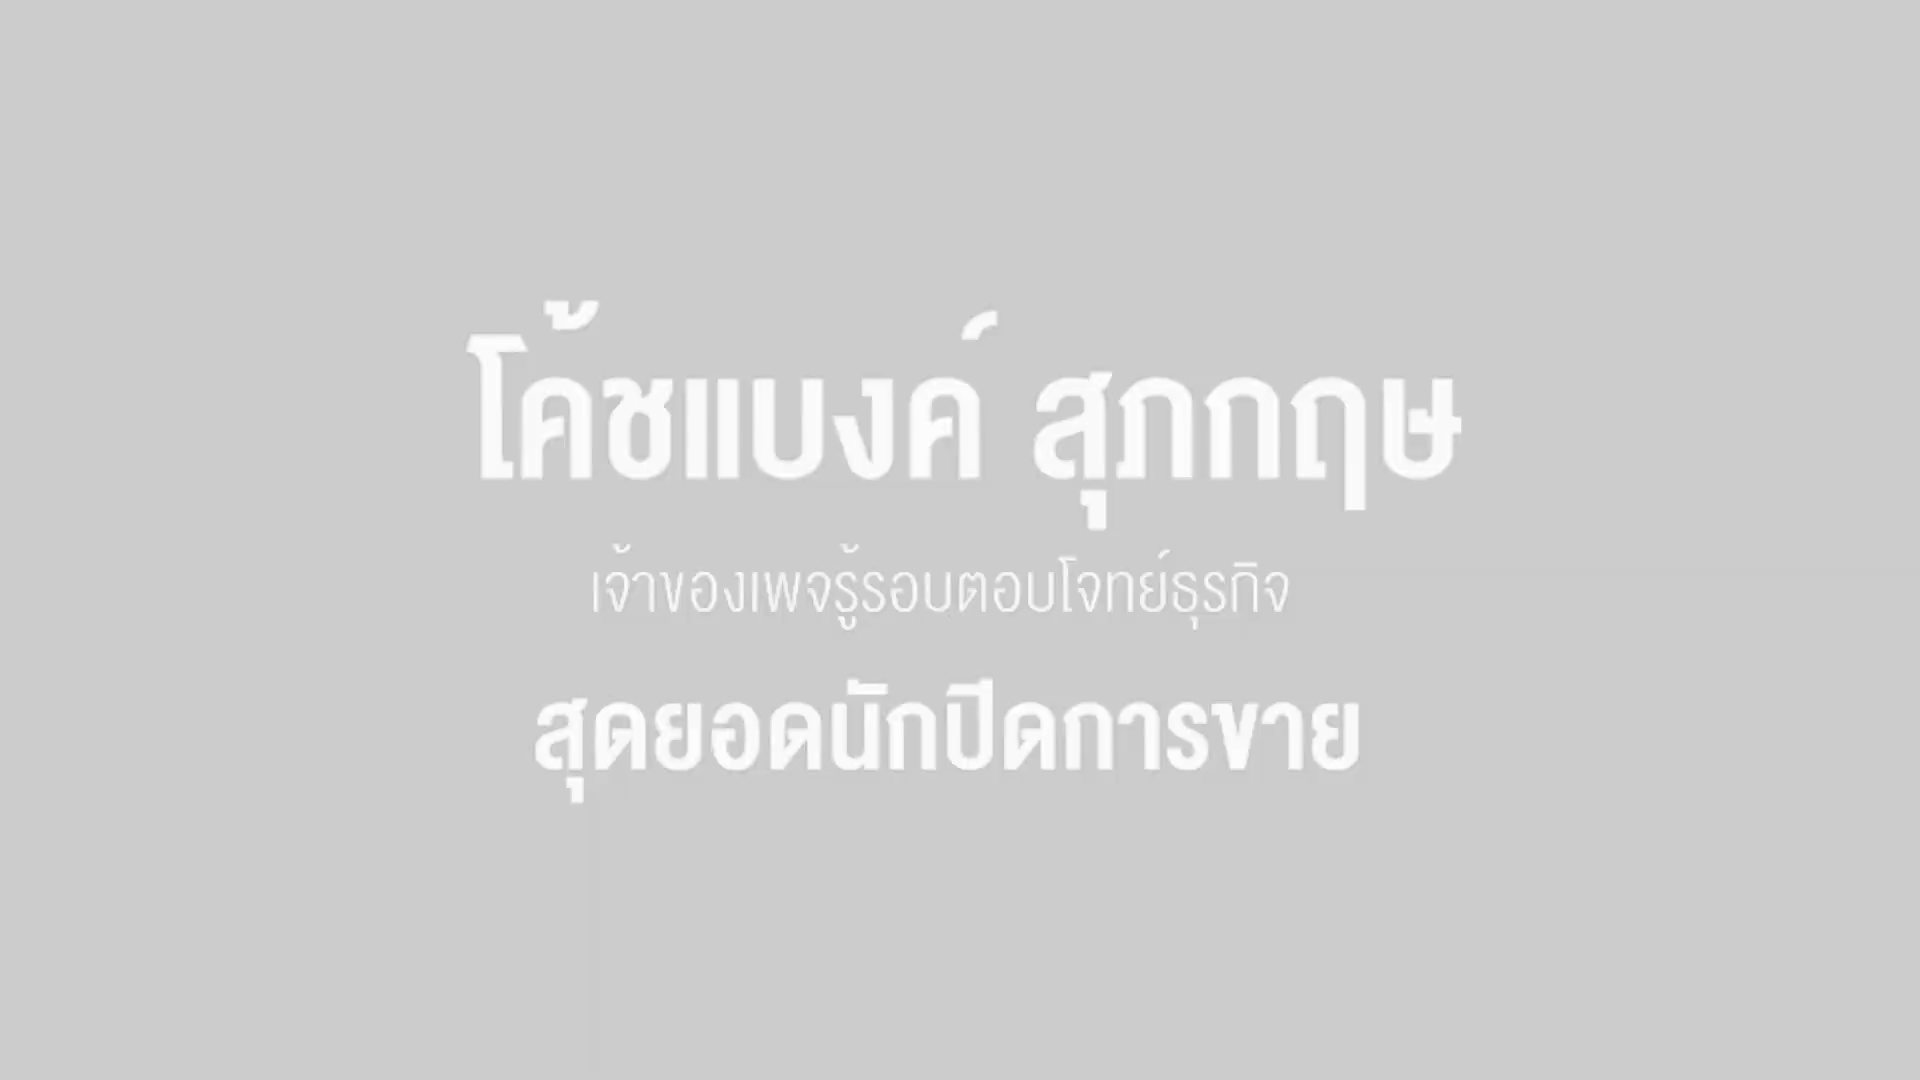 โค้ชแบงค์ สุภกฤษ
เจ้าของเพจรู้รอบตอบโจทย์ธุรกิจ
สุดยอดนักปิดการขาย